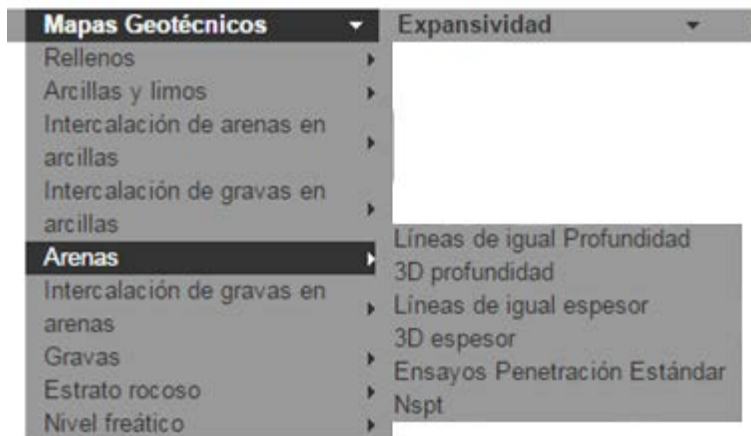 Mapas Geotécnicos
Expansividad
Rellenos
Arcillas y limos
Intercalación de arenas en
arcillas
Intercalación de gravas en
arcillas
Arenas
Intercalación de gravas en
arenas
Gravas
Estrato rocoso
Nivel freático
Líneas de igual Profundidad
3D profundidad
Líneas de igual espesor
3D espesor
Ensayos Penetración Estándar
Nspt